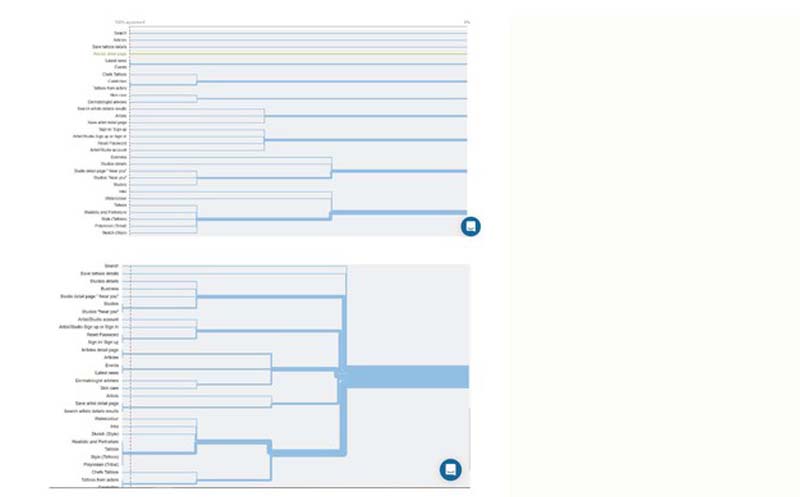 100% agreement
0%
Search
Articles
Save tattoo details
Articles detail page
Latest news
Events
Chefs Tattoos
Celebrities
Tattoos from actors
Skin care
Dermatologist advises
Search artists details results
Artists
Save artist detail page
Sign in/ Sign up
Artist/Studio Sign up or Sign in
Reset Password
Artist/Studio account
Business
Studios details
Studio detail page "Near you"
Studios "Near you"
Studios
Inks
Watercolour
Tattoos
Realistic and Portraiture
Style (Tattoo)
Polynesian (Tribal)
Search
Save tattoos details
Studios details
Business
Studio detail page "Near you"
Studios
Studios "Near you"
Artist/Studio account
Artist/Studio Sign up or Sign in
Reset Password
Sign in/ Sign up
Articles detail page
Articles
Events
Latest news
Dermatologist advises
Skin care
Artists
Save artist detail page
Search artists details results
Watercolour
Inks
Sketch (Style)
Realistic and Portraiture
Tattoos
Style (Tattoos)
Polynesian (Tribal)
Chefs Tattoos
Tattoos from actors